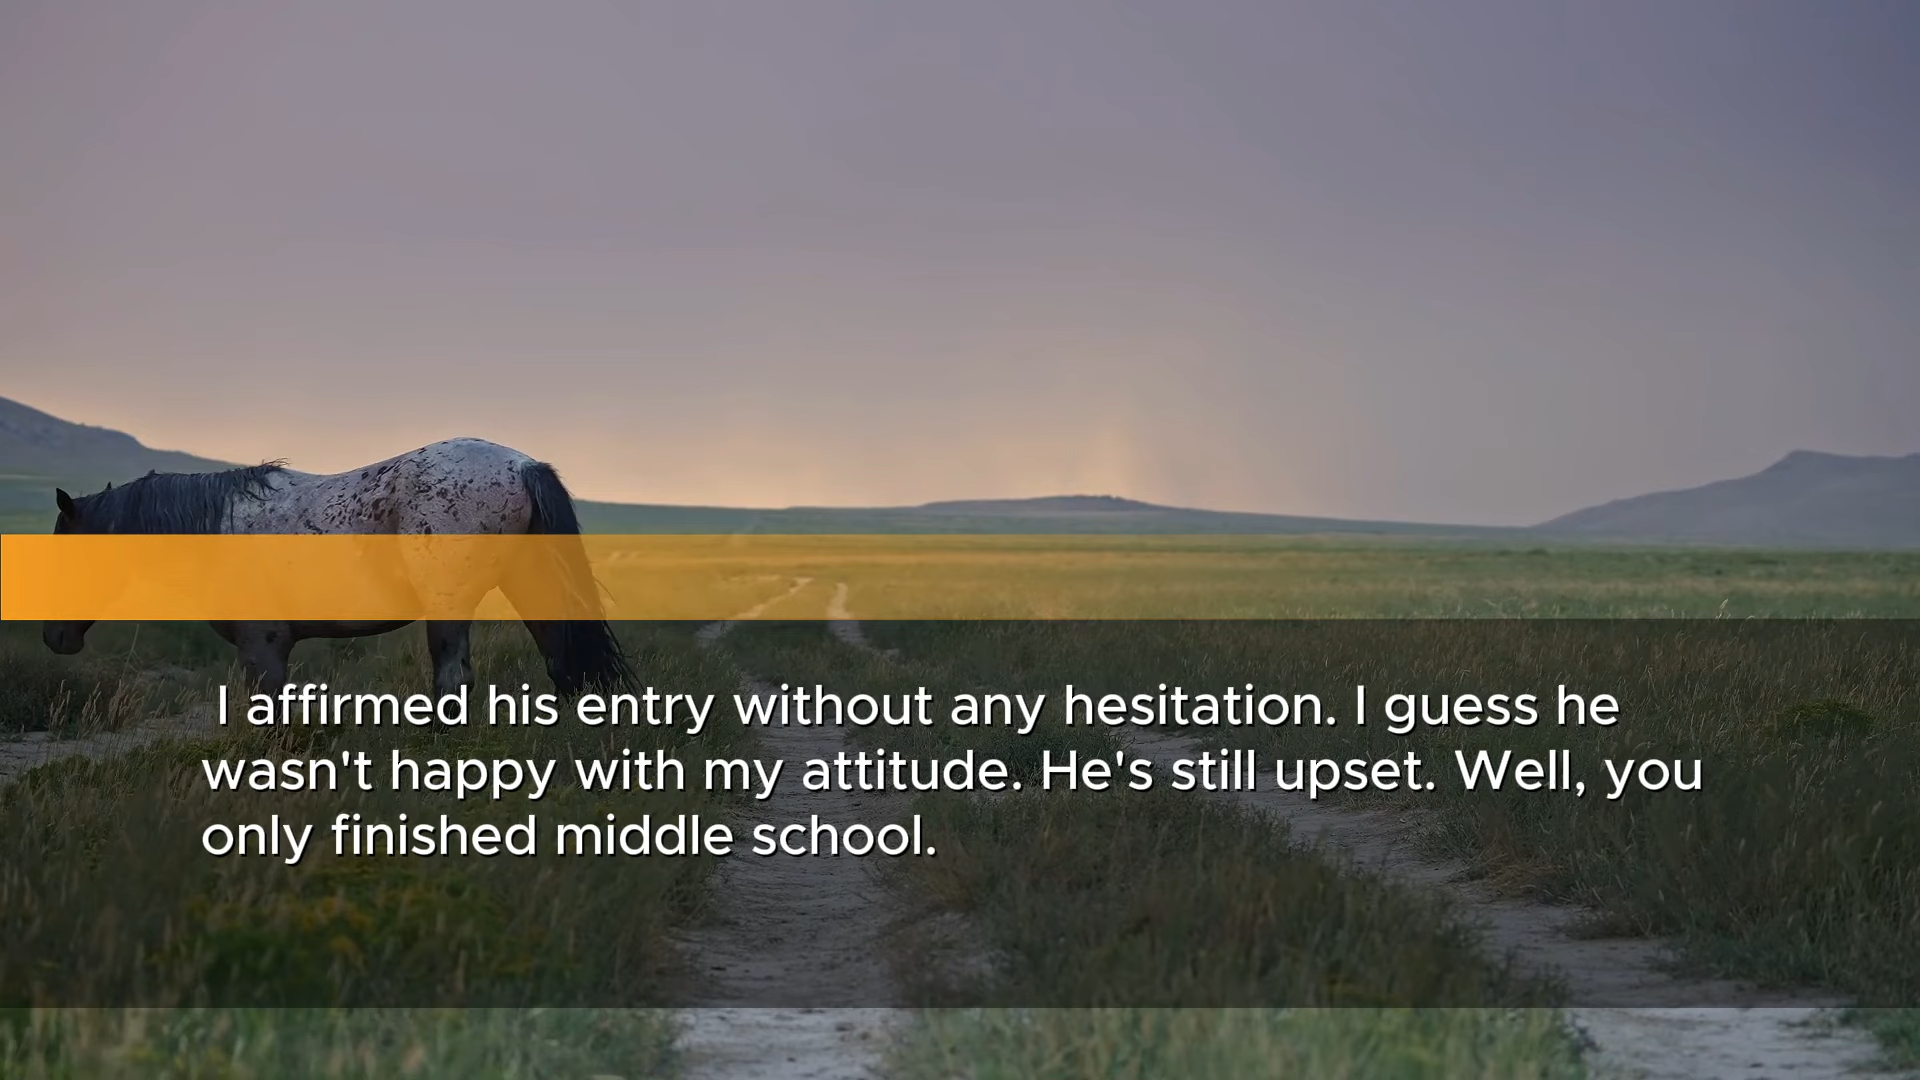 I affirmed his entry without any hesitation. I guess he
wasn't happy with my attitude. He's still upset. Well, you
only finished middle school.